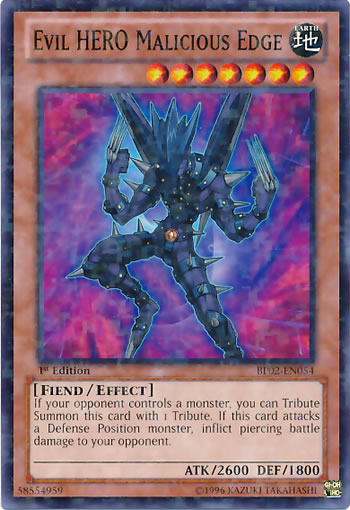 Evil HERO Malicious Edge
EARTH
地
1st Edition
BP02-EN054
[FIEND/EFFECT]
If your opponent controls a monster, you can Tribute
Summon this card with 1 Tribute. If this card attacks
a Defense Position monster, inflict piercing battle
damage to your opponent.
ATK/2600 DEF/1800
58554959
©1996 KAZUKI TAKAHASHI